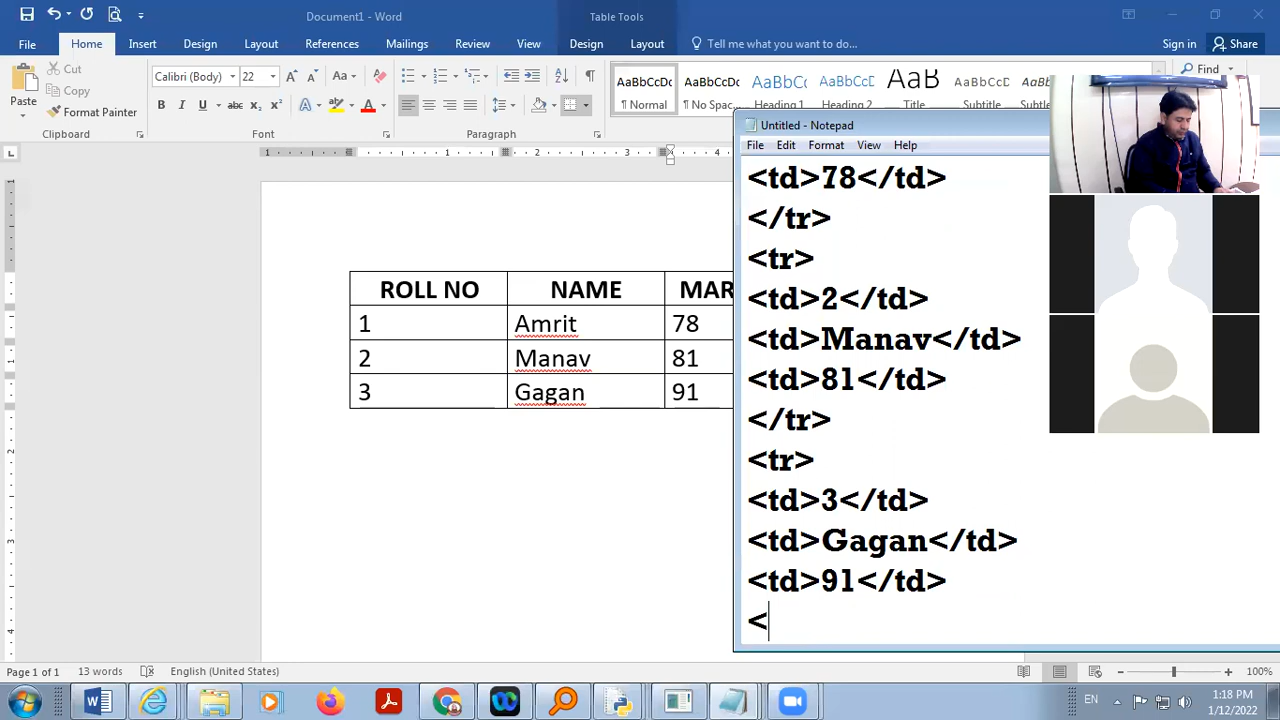 Document1 - Word
Table Tools
File Home Insert Design Layout References Mailings Review View Design Layout Tell me what you want to do... Sign in Share
Paste
Cut
Copy
Format Painter
Clipboard
Calibri (Body) 22
Font
Paragraph
AaBbCcDc AaBbCcDc AaBbCc AaBbCcC AaB AaBbCcD AaBbCcD
¶ Normal ¶ No Spac... Heading 1 Heading 2 Title Subtitle
Find
Untitled - Notepad
File Edit Format View Help
<td>78</td>
</tr>
<tr>
<td>2</td>
<td>Manav</td>
<td>81</td>
</tr>
<tr>
<td>3</td>
<td>Gagan</td>
<td>91</td>
<
ROLL NO NAME MAR
1 Amrit 78
2 Manav 81
3 Gagan 91
Page 1 of 1 13 words English (United States) 100%
EN 1:18 PM
1/12/2022